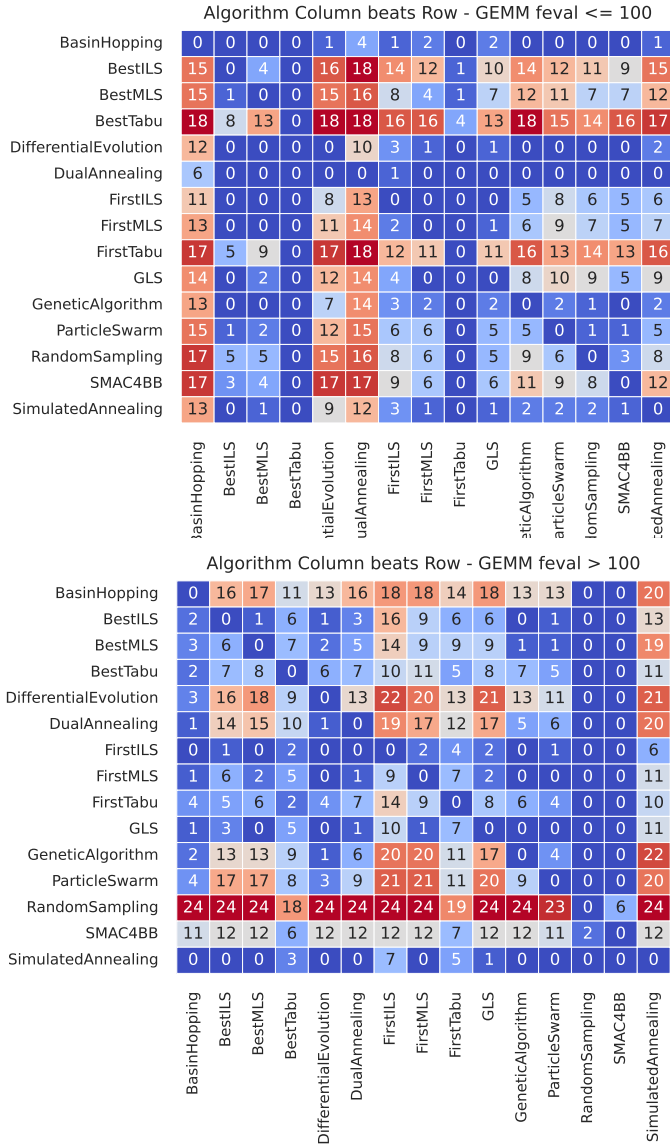 Algorithm Column beats Row - GEMM feval <= 100
BasinHopping 0 0 0 0 1 4 1 2 0 2 0 0 0 0 1
BestILS 15 0 4 0 16 18 14 12 1 10 14 12 11 9 15
BestMLS 15 1 0 0 15 16 8 4 1 7 12 11 7 7 12
BestTabu 18 8 13 0 18 18 16 16 4 13 18 15 14 16 17
DifferentialEvolution 12 0 0 0 0 10 3 1 0 1 0 0 0 0 2
DualAnnealing 6 0 0 0 0 0 1 0 0 0 0 0 0 0 0
FirstILS 11 0 0 0 8 13 0 0 0 0 5 8 6 5 6
FirstMLS 13 0 0 0 11 14 2 0 0 1 6 9 7 5 7
FirstTabu 17 5 9 0 17 18 12 11 0 11 16 13 14 13 16
GLS 14 0 2 0 12 14 4 0 0 0 8 10 9 5 9
GeneticAlgorithm 13 0 0 0 7 14 3 2 0 2 0 2 1 0 2
ParticleSwarm 15 1 2 0 12 15 6 6 0 5 5 0 1 1 5
RandomSampling 17 5 5 0 15 16 8 6 0 5 9 6 0 3 8
SMAC4BB 17 3 4 0 17 17 9 6 0 6 11 9 8 0 12
SimulatedAnnealing 13 0 1 0 9 12 3 1 0 1 2 2 2 1 0
BasinHopping BestILS BestMLS BestTabu ntialEvolution ualAnnealing FirstILS FirstMLS FirstTabu GLS eticAlgorithm articleSwarm lomSampling SMAC4BB tedAnnealing
Algorithm Column beats Row - GEMM feval > 100
BasinHopping 0 16 17 11 13 16 18 18 14 18 13 13 0 0 20
BestILS 2 0 1 6 1 3 16 9 6 6 0 1 0 0 13
BestMLS 3 6 0 7 2 5 14 9 9 9 1 1 0 0 19
BestTabu 2 7 8 0 6 7 10 11 5 8 7 5 0 0 11
DifferentialEvolution 3 16 18 9 0 13 22 20 13 21 13 11 0 0 21
DualAnnealing 1 14 15 10 1 0 19 17 12 17 5 6 0 0 20
FirstILS 0 1 0 2 0 0 0 2 4 2 0 1 0 0 6
FirstMLS 1 6 2 5 0 1 9 0 7 2 0 0 0 0 11
FirstTabu 4 5 6 2 4 7 14 9 0 8 6 4 0 0 10
GLS 1 3 0 5 0 1 10 1 7 0 0 0 0 0 11
GeneticAlgorithm 2 13 13 9 1 6 20 20 11 17 0 4 0 0 22
ParticleSwarm 4 17 17 8 3 9 21 21 11 20 9 0 0 0 20
RandomSampling 24 24 24 18 24 24 24 24 19 24 24 23 0 6 24
SMAC4BB 11 12 12 6 12 12 12 12 7 12 12 11 2 0 12
SimulatedAnnealing 0 0 0 3 0 0 7 0 5 1 0 0 0 0 0
BasinHopping BestILS BestMLS BestTabu DifferentialEvolution DualAnnealing FirstILS FirstMLS FirstTabu GLS GeneticAlgorithm ParticleSwarm RandomSampling SMAC4BB SimulatedAnnealing